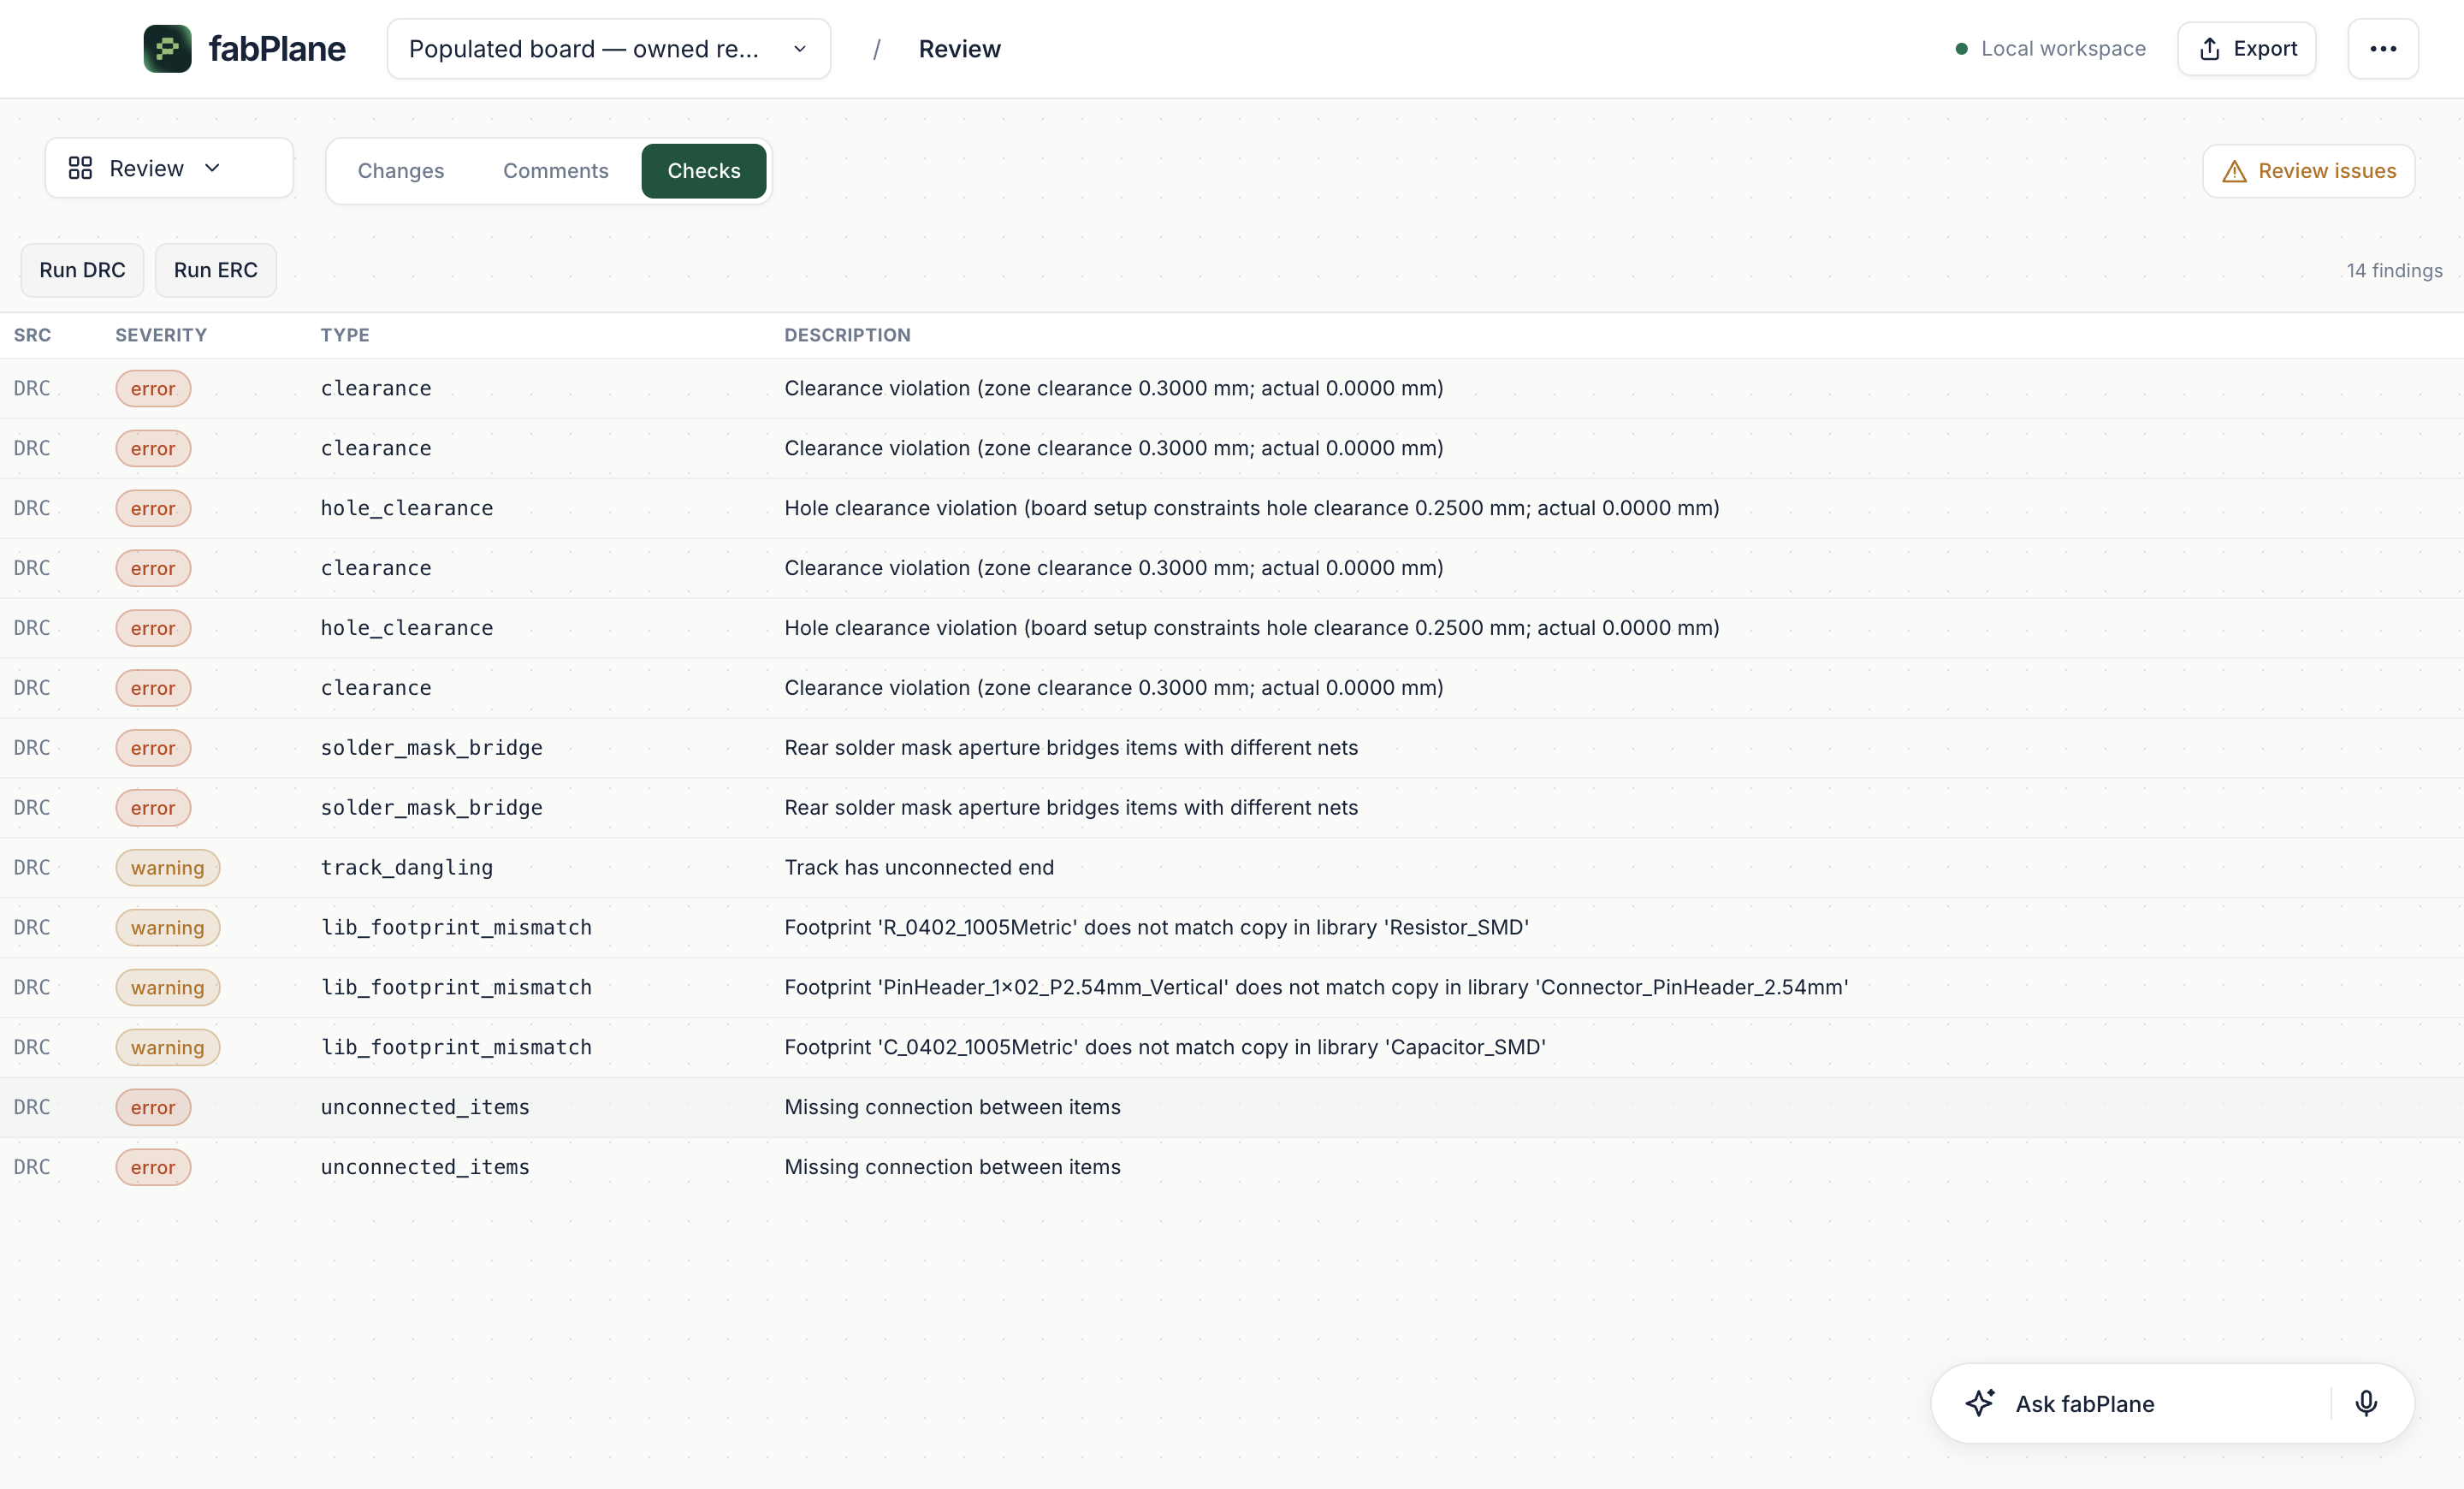 fabPlane
Populated board — owned re...
/
Review
Local workspace
Export
Review
Changes
Comments
Checks
Review issues
Run DRC
Run ERC
14 findings
SRC SEVERITY TYPE DESCRIPTION
DRC error clearance Clearance violation (zone clearance 0.3000 mm; actual 0.0000 mm)
DRC error clearance Clearance violation (zone clearance 0.3000 mm; actual 0.0000 mm)
DRC error hole_clearance Hole clearance violation (board setup constraints hole clearance 0.2500 mm; actual 0.0000 mm)
DRC error clearance Clearance violation (zone clearance 0.3000 mm; actual 0.0000 mm)
DRC error hole_clearance Hole clearance violation (board setup constraints hole clearance 0.2500 mm; actual 0.0000 mm)
DRC error clearance Clearance violation (zone clearance 0.3000 mm; actual 0.0000 mm)
DRC error solder_mask_bridge Rear solder mask aperture bridges items with different nets
DRC error solder_mask_bridge Rear solder mask aperture bridges items with different nets
DRC warning track_dangling Track has unconnected end
DRC warning lib_footprint_mismatch Footprint 'R_0402_1005Metric' does not match copy in library 'Resistor_SMD'
DRC warning lib_footprint_mismatch Footprint 'PinHeader_1×02_P2.54mm_Vertical' does not match copy in library 'Connector_PinHeader_2.54mm'
DRC warning lib_footprint_mismatch Footprint 'C_0402_1005Metric' does not match copy in library 'Capacitor_SMD'
DRC error unconnected_items Missing connection between items
DRC error unconnected_items Missing connection between items
Ask fabPlane